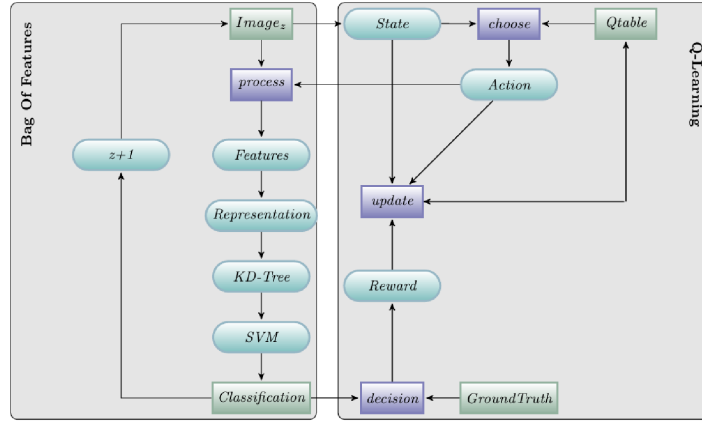 Bag Of Features
Image_z
process
z+1
Features
Representation
KD-Tree
SVM
Classification
State
choose
Qtable
Action
update
Reward
decision
GroundTruth
Q-Learning